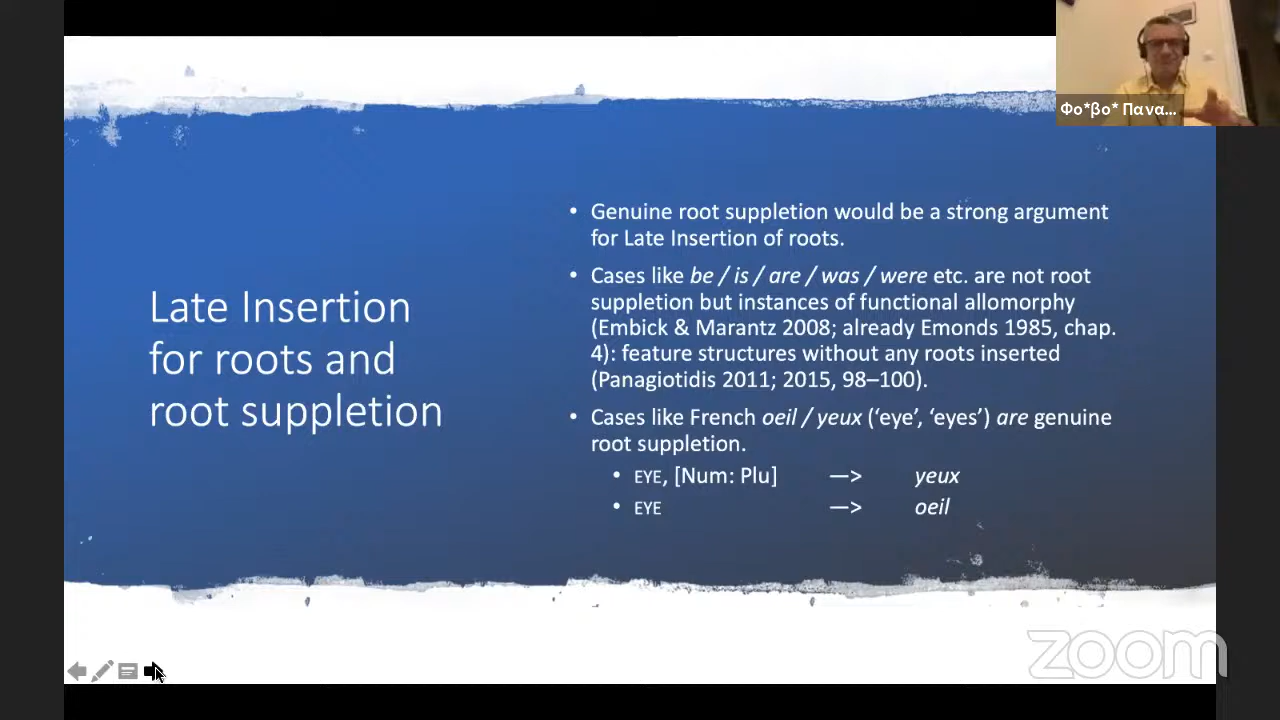 Φο*βο* Πανα...
Late Insertion
for roots and
root suppletion
• Genuine root suppletion would be a strong argument
for Late Insertion of roots.
• Cases like be / is / are / was / were etc. are not root
suppletion but instances of functional allomorphy
(Embick & Marantz 2008; already Emonds 1985, chap.
4): feature structures without any roots inserted
(Panagiotidis 2011; 2015, 98–100).
• Cases like French oeil / yeux (‘eye’, ‘eyes’) are genuine
root suppletion.
• EYE, [Num: Plu] —> yeux
• EYE —> oeil
zoom